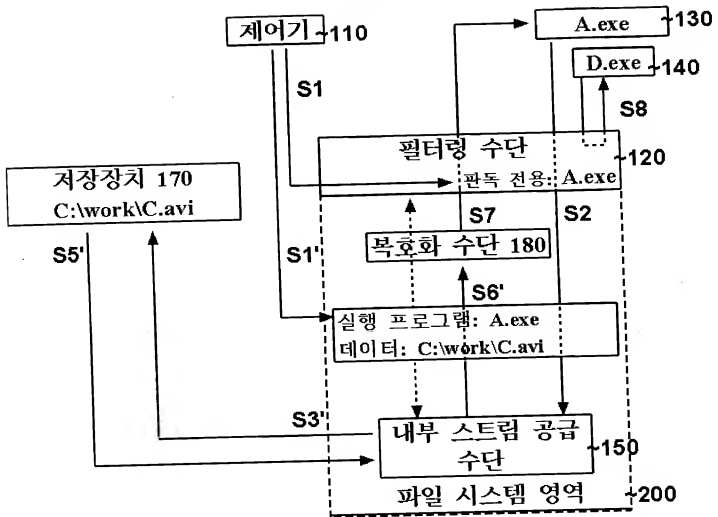 제어기 110
A.exe 130
D.exe 140
S1
S8
필터링 수단 120
판독 전용: A.exe
저장장치 170
C:\work\C.avi
S7
S2
복호화 수단 180
S5'
S1'
S6'
실행 프로그램: A.exe
데이터: C:\work\C.avi
S3'
내부 스트림 공급
수단
150
파일 시스템 영역 200